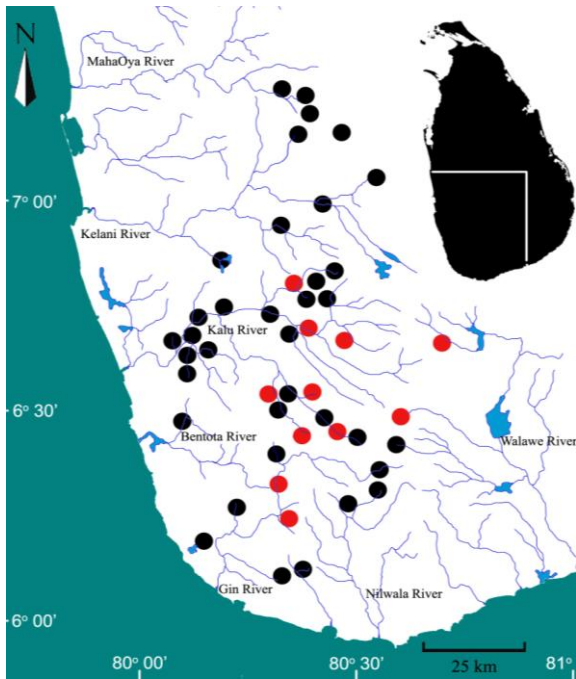 N
MahaOya River
7° 00'
Kelani River
Kalu River
6° 30'
Bentota River
Walawe River
Gin River
Nilwala River
6° 00'
80° 00'
80° 30'
81°
25 km